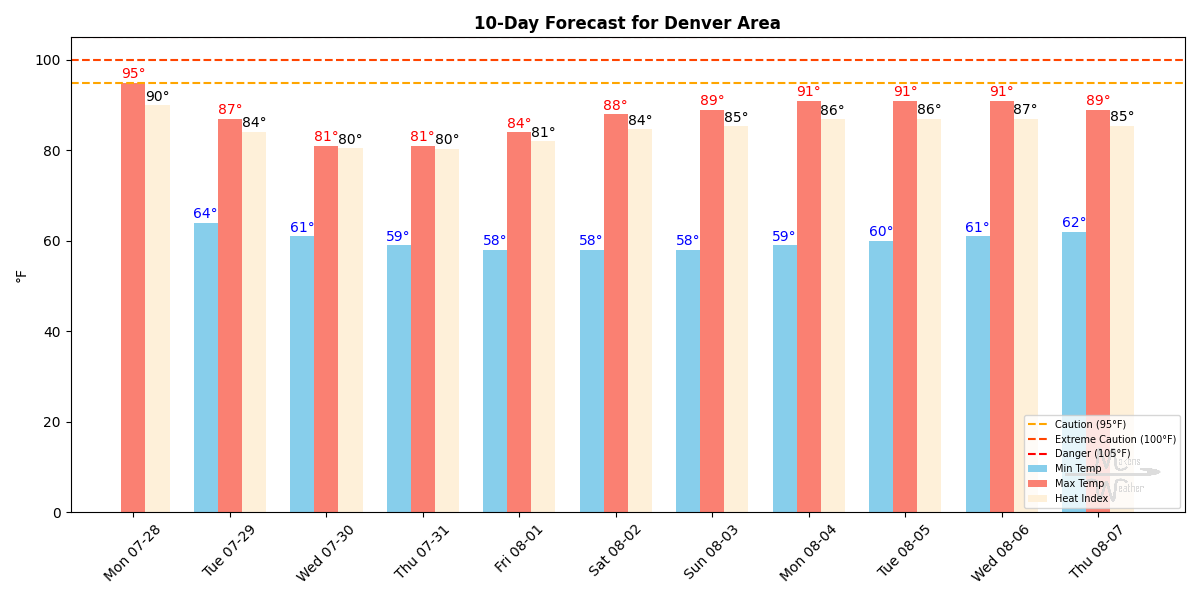 10-Day Forecast for Denver Area
°F
100
80
60
40
20
0
95° 90°
64° 87° 84°
61° 81° 80°
59° 81° 80°
58° 84° 81°
58° 88° 84°
58° 89° 85°
59° 91° 86°
60° 91° 86°
61° 91° 87°
62° 89° 85°
Caution (95°F)
Extreme Caution (100°F)
Danger (105°F)
Min Temp
Max Temp
Heat Index
Mon 07-28
Tue 07-29
Wed 07-30
Thu 07-31
Fri 08-01
Sat 08-02
Sun 08-03
Mon 08-04
Tue 08-05
Wed 08-06
Thu 08-07